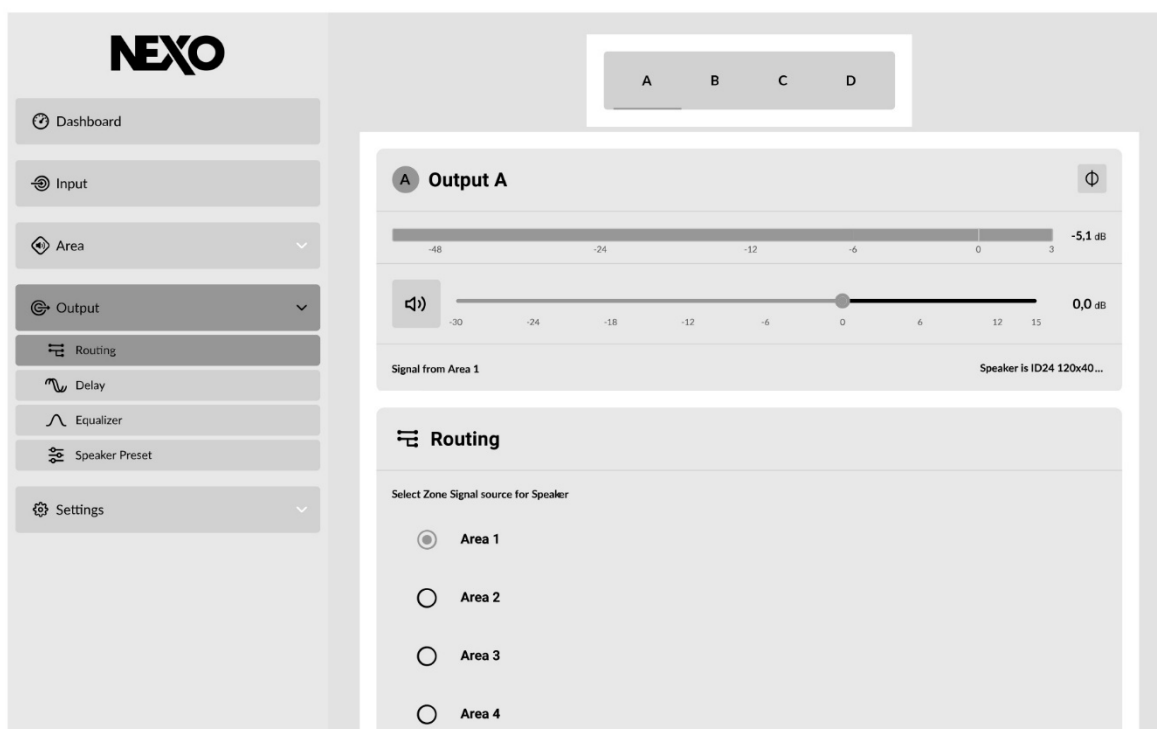 NEXO
Dashboard
Input
Area
Output
Routing
Delay
Equalizer
Speaker Preset
Settings
A B C D
A Output A
-5,1 dB
-48 -24 -12 -6 0 3
0,0 dB
-30 -24 -18 -12 -6 0 6 12 15
Signal from Area 1 Speaker is ID24 120x40...
Routing
Select Zone Signal source for Speaker
Area 1
Area 2
Area 3
Area 4